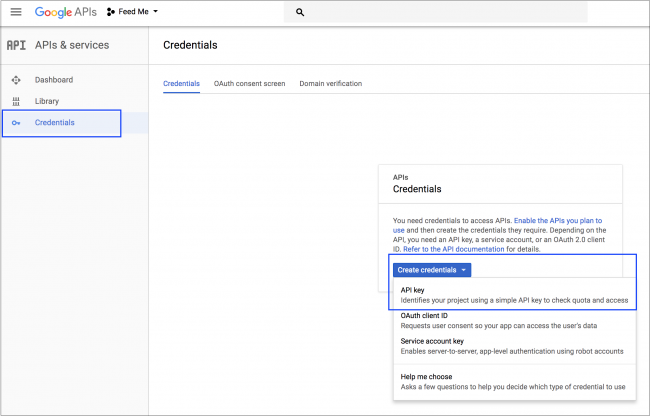 Google APIs
Feed Me
API
APIs & services
Credentials
Dashboard
Library
Credentials
Credentials
OAuth consent screen
Domain verification
APIs
Credentials
You need credentials to access APIs. Enable the APIs you plan to
use and then create the credentials they require. Depending on the
API, you need an API key, a service account, or an OAuth 2.0 client
ID. Refer to the API documentation for details.
Create credentials
API key
Identifies your project using a simple API key to check quota and access
OAuth client ID
Requests user consent so your app can access the user's data
Service account key
Enables server-to-server, app-level authentication using robot accounts
Help me choose
Asks a few questions to help you decide which type of credential to use